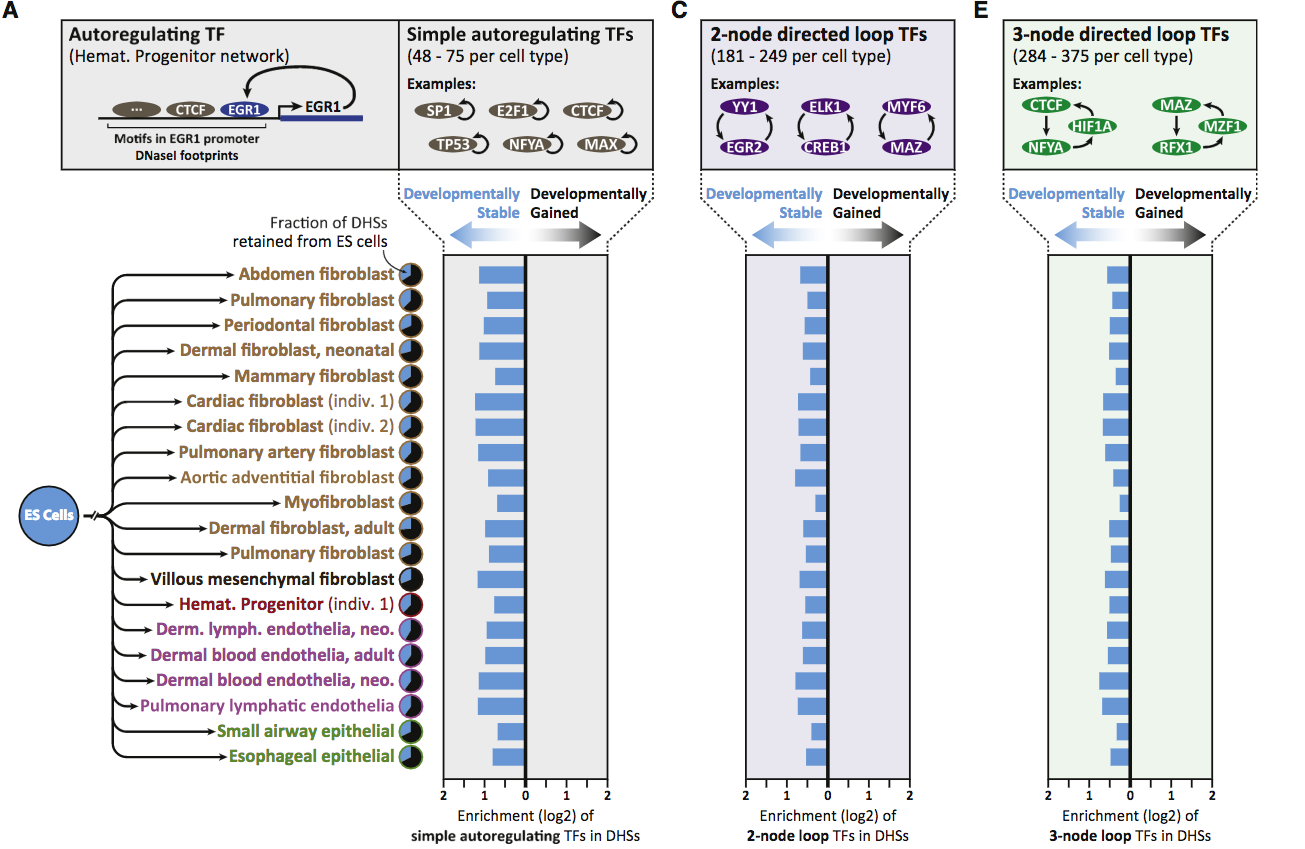 A
Autoregulating TF
(Hemat. Progenitor network)
... CTCF EGR1 EGR1
Motifs in EGR1 promoter
DNaseI footprints
Simple autoregulating TFs
(48 - 75 per cell type)
Examples:
SP1 E2F1 CTCF
TP53 NFYA MAX
Developmentally Stable
Developmentally Gained
Fraction of DHSs
retained from ES cells
ES Cells
Abdomen fibroblast
Pulmonary fibroblast
Periodontal fibroblast
Dermal fibroblast, neonatal
Mammary fibroblast
Cardiac fibroblast (indiv. 1)
Cardiac fibroblast (indiv. 2)
Pulmonary artery fibroblast
Aortic adventitial fibroblast
Myofibroblast
Dermal fibroblast, adult
Pulmonary fibroblast
Villous mesenchymal fibroblast
Hemat. Progenitor (indiv. 1)
Derm. lymph. endothelia, neo.
Dermal blood endothelia, adult
Dermal blood endothelia, neo.
Pulmonary lymphatic endothelia
Small airway epithelial
Esophageal epithelial
2 1 0 1 2
Enrichment (log2) of
simple autoregulating TFs in DHSs
C
2-node directed loop TFs
(181 - 249 per cell type)
Examples:
YY1 ELK1 MYF6
EGR2 CREB1 MAZ
Developmentally Stable
Developmentally Gained
2 1 0 1 2
Enrichment (log2) of
2-node loop TFs in DHSs
E
3-node directed loop TFs
(284 - 375 per cell type)
Examples:
CTCF MAZ
HIF1A MZF1
NFYA RFX1
Developmentally Stable
Developmentally Gained
2 1 0 1 2
Enrichment (log2) of
3-node loop TFs in DHSs